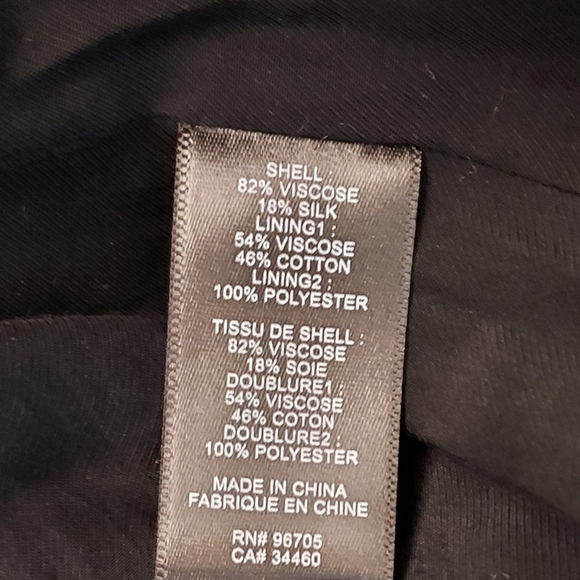 SHELL :
82% VISCOSE
18% SILK
LINING1 :
54% VISCOSE
46% COTTON
LINING2 :
100% POLYESTER
TISSU DE SHELL :
82% VISCOSE
18% SOIE
DOUBLURE1 :
54% VISCOSE
46% COTON
DOUBLURE2 :
100% POLYESTER
MADE IN CHINA
FABRIQUE EN CHINE
RN# 96705
CA# 34460